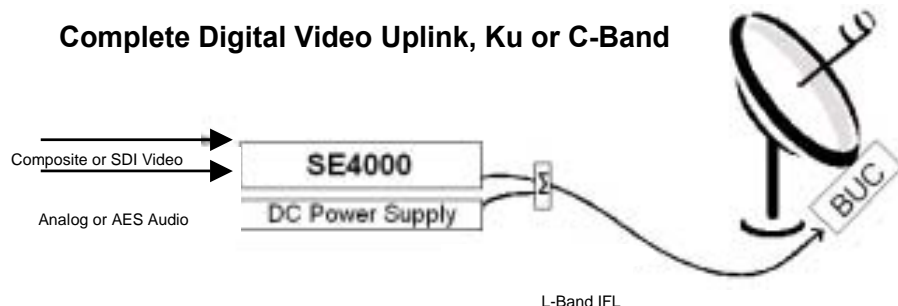 Complete Digital Video Uplink, Ku or C-Band
Composite or SDI Video
SE4000
Σ
DC Power Supply
Analog or AES Audio
BUC
L-Band IFL